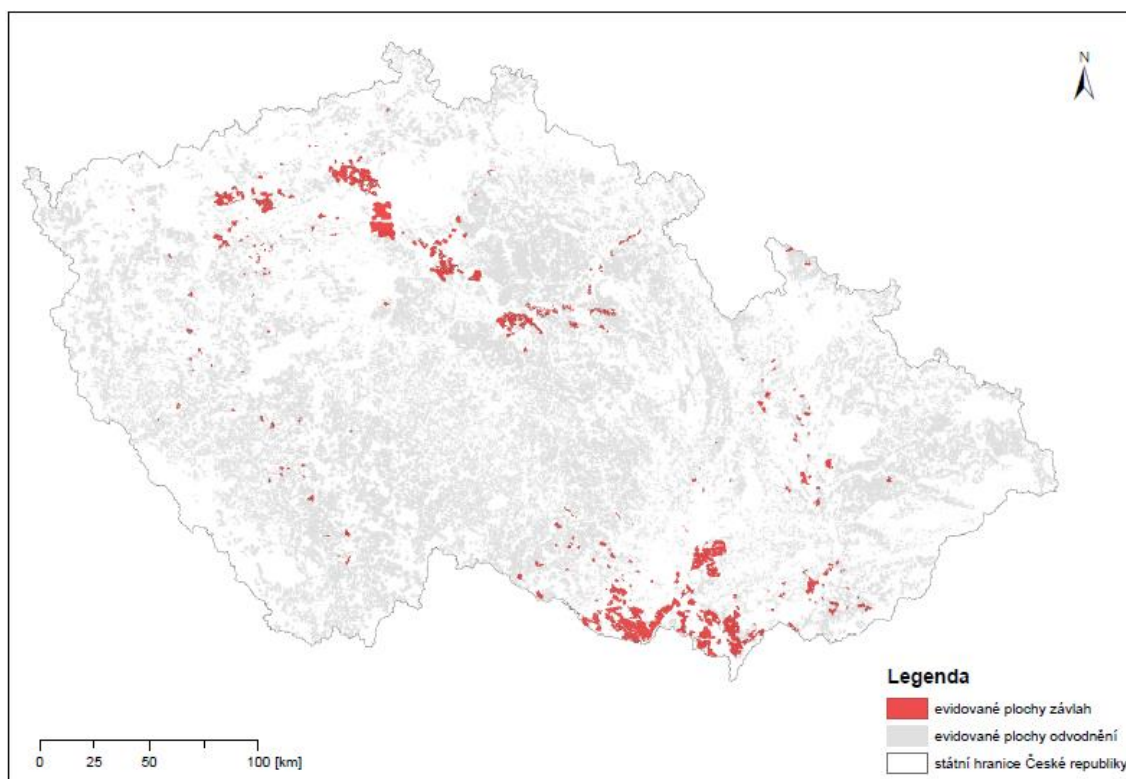 N
Legenda
evidované plochy závlah
evidované plochy odvodnění
státní hranice České republiky
0 25 50 100 [km]